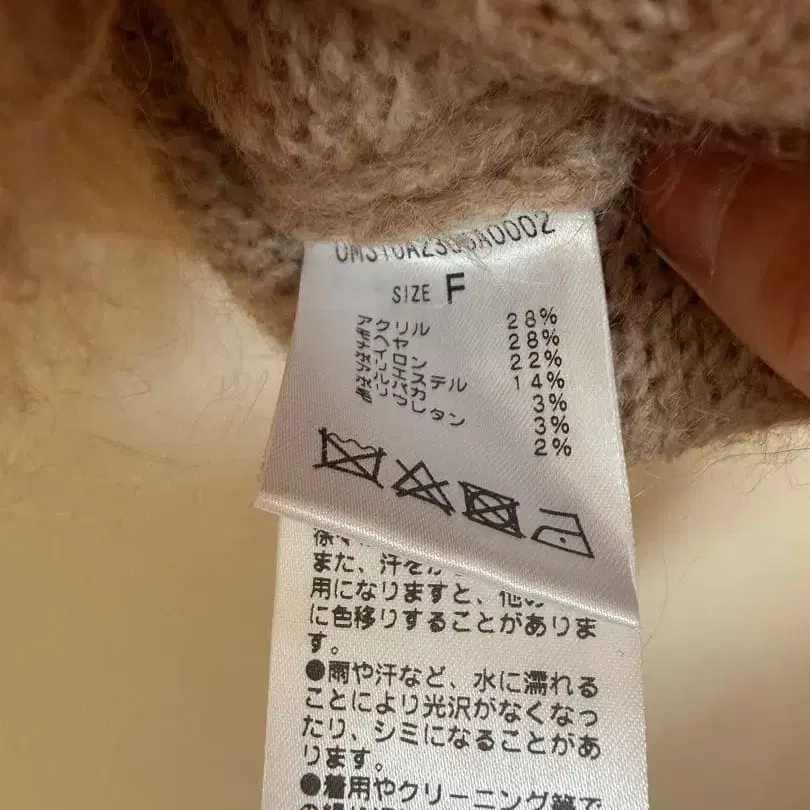 SIZE F
アクリル 28%
モヘヤ 28%
ナイロン 22%
ポリエステル 14%
アルパカ 3%
3%
ポリウレタン 2%
また、汗を
用になりますと、他の
に色移りすることがありま
す。
●雨や汗など、水に濡れる
ことにより光沢がなくなっ
たり、シミになることがあ
ります。
●着用やクリーニング等で